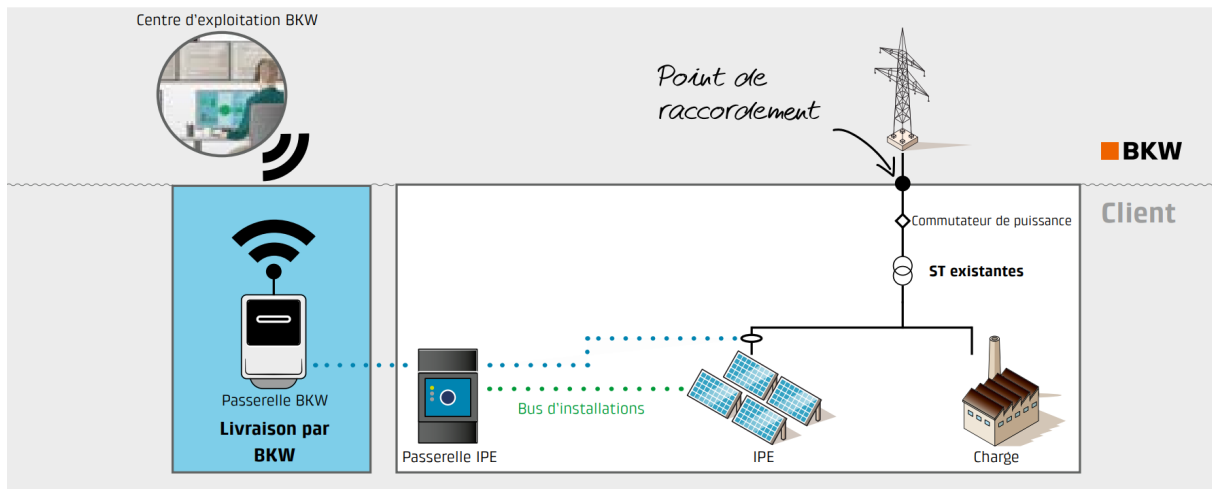 Centre d'exploitation BKW
Point de
raccordement
BKW
Client
Commutateur de puissance
ST existantes
Passerelle BKW
Livraison par
BKW
Bus d'installations
Passerelle IPE
IPE
Charge